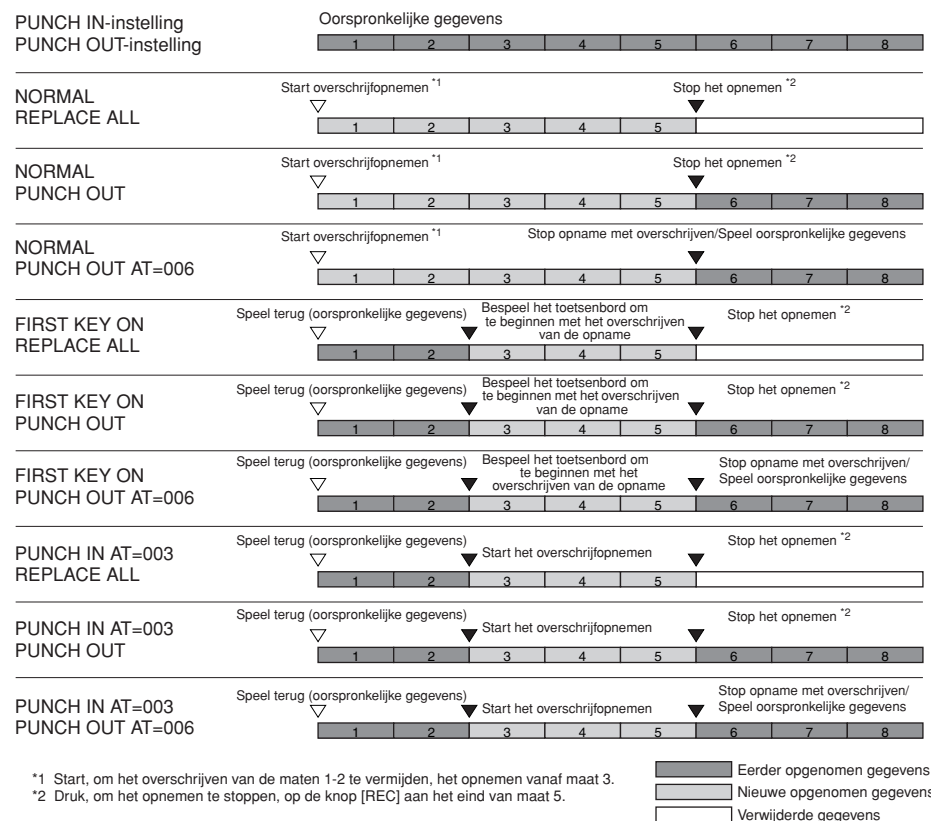 PUNCH IN-instelling
PUNCH OUT-instelling
Oorspronkelijke gegevens
1 2 3 4 5 6 7 8
NORMAL
REPLACE ALL
Start overschrijfopnemen *1
Stop het opnemen *2
1 2 3 4 5
NORMAL
PUNCH OUT
Start overschrijfopnemen *1
Stop het opnemen *2
1 2 3 4 5 6 7 8
NORMAL
PUNCH OUT AT=006
Start overschrijfopnemen *1
Stop opname met overschrijven/Speel oorspronkelijke gegevens
1 2 3 4 5 6 7 8
FIRST KEY ON
REPLACE ALL
Speel terug (oorspronkelijke gegevens)
Bespeel het toetsenbord om
te beginnen met het overschrijven
van de opname
Stop het opnemen *2
1 2 3 4 5
FIRST KEY ON
PUNCH OUT
Speel terug (oorspronkelijke gegevens)
Bespeel het toetsenbord om
te beginnen met het overschrijven
van de opname
Stop het opnemen *2
1 2 3 4 5 6 7 8
FIRST KEY ON
PUNCH OUT AT=006
Speel terug (oorspronkelijke gegevens)
Bespeel het toetsenbord om
te beginnen met het
overschrijven van de opname
Stop opname met overschrijven/
Speel oorspronkelijke gegevens
1 2 3 4 5 6 7 8
PUNCH IN AT=003
REPLACE ALL
Speel terug (oorspronkelijke gegevens)
Start het overschrijfopnemen
Stop het opnemen *2
1 2 3 4 5
PUNCH IN AT=003
PUNCH OUT
Speel terug (oorspronkelijke gegevens)
Start het overschrijfopnemen
Stop het opnemen *2
1 2 3 4 5 6 7 8
PUNCH IN AT=003
PUNCH OUT AT=006
Speel terug (oorspronkelijke gegevens)
Start het overschrijfopnemen
Stop opname met overschrijven/
Speel oorspronkelijke gegevens
1 2 3 4 5 6 7 8
*1 Start, om het overschrijven van de maten 1-2 te vermijden, het opnemen vanaf maat 3.
*2 Druk, om het opnemen te stoppen, op de knop [REC] aan het eind van maat 5.
Eerder opgenomen gegevens
Nieuwe opgenomen gegevens
Verwijderde gegevens